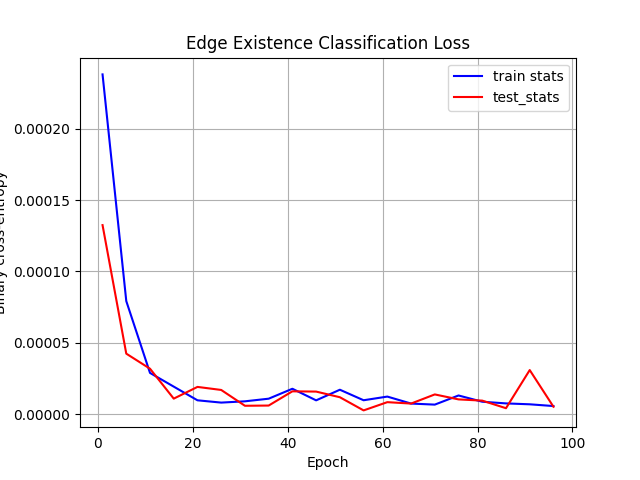 Edge Existence Classification Loss
train stats
test_stats
0.00020
0.00015
0.00010
0.00005
0.00000
Binary cross entropy
0 20 40 60 80 100
Epoch